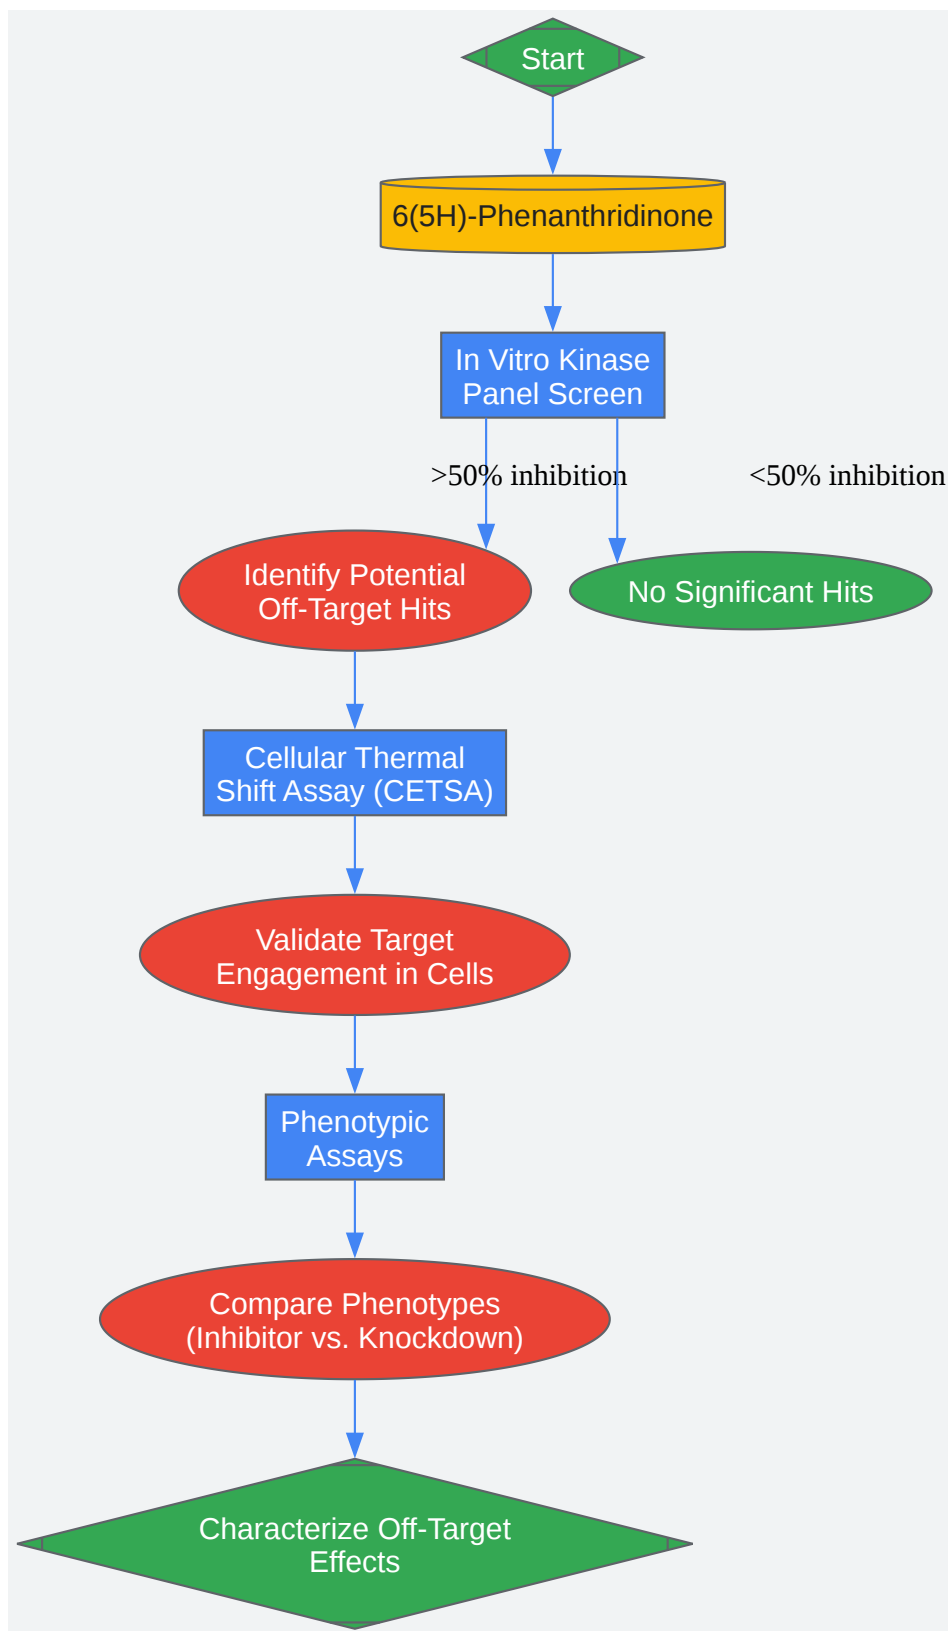 Start
6(5H)-Phenanthridinone
In Vitro Kinase
Panel Screen
>50% inhibition
<50% inhibition
Identify Potential
Off-Target Hits
No Significant Hits
Cellular Thermal
Shift Assay (CETSA)
Validate Target
Engagement in Cells
Phenotypic
Assays
Compare Phenotypes
(Inhibitor vs. Knockdown)
Characterize Off-Target
Effects